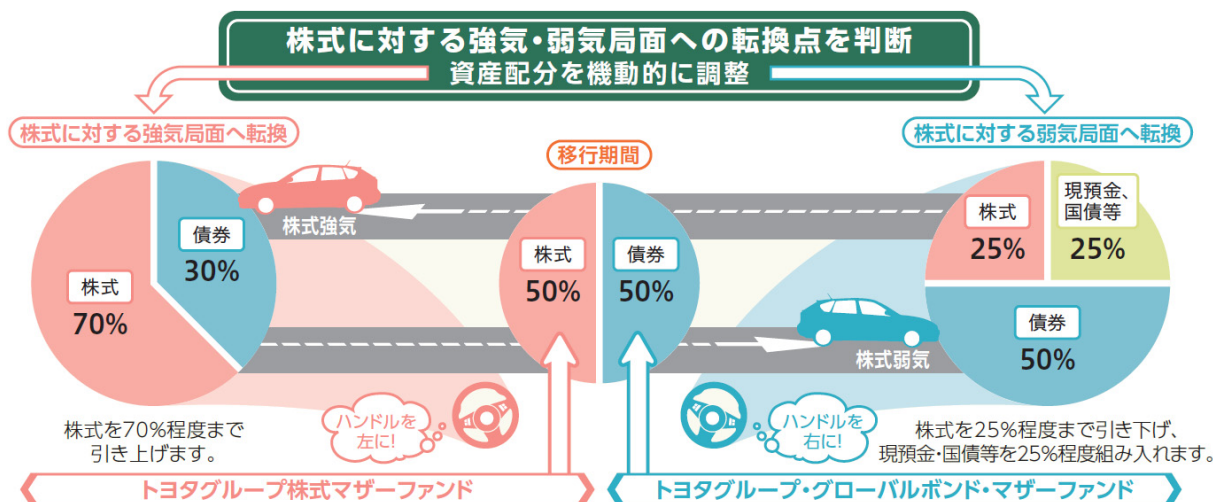 株式に対する強気・弱気局面への転換点を判断
資産配分を機動的に調整
株式に対する強気局面へ転換
株式に対する弱気局面へ転換
移行期間
債券
30%
株式
70%
株式強気
株式
50%
債券
50%
株式
25%
現預金、
国債等
25%
債券
50%
株式弱気
ハンドルを
左に!
ハンドルを
右に!
株式を70%程度まで
引き上げます。
株式を25%程度まで引き下げ、
現預金・国債等を25%程度組み入れます。
トヨタグループ株式マザーファンド
トヨタグループ・グローバルボンド・マザーファンド